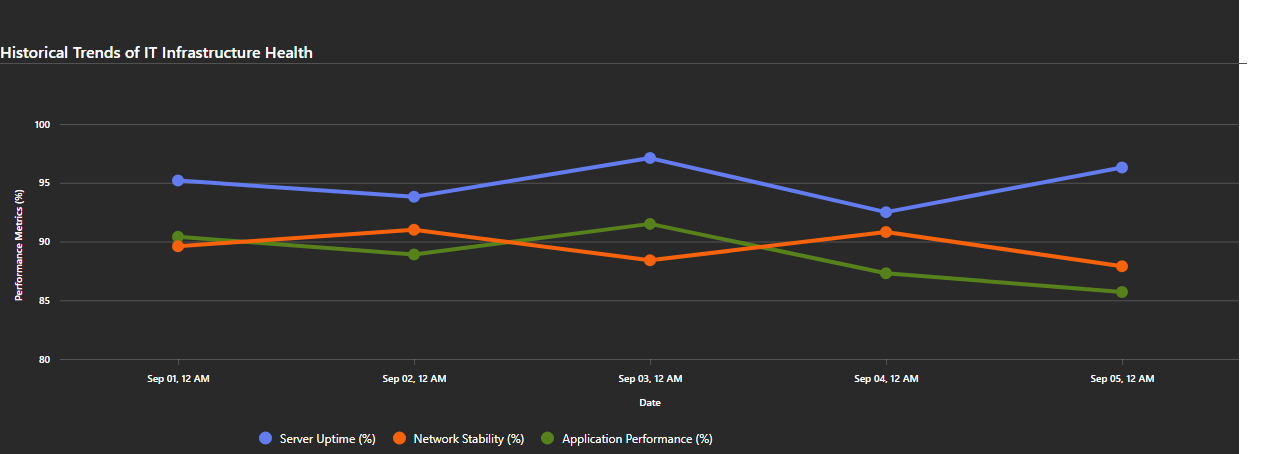 Historical Trends of IT Infrastructure Health
100
95
90
85
80
Performance Metrics (%)
Sep 01, 12 AM
Sep 02, 12 AM
Sep 03, 12 AM
Sep 04, 12 AM
Sep 05, 12 AM
Date
Server Uptime (%)
Network Stability (%)
Application Performance (%)